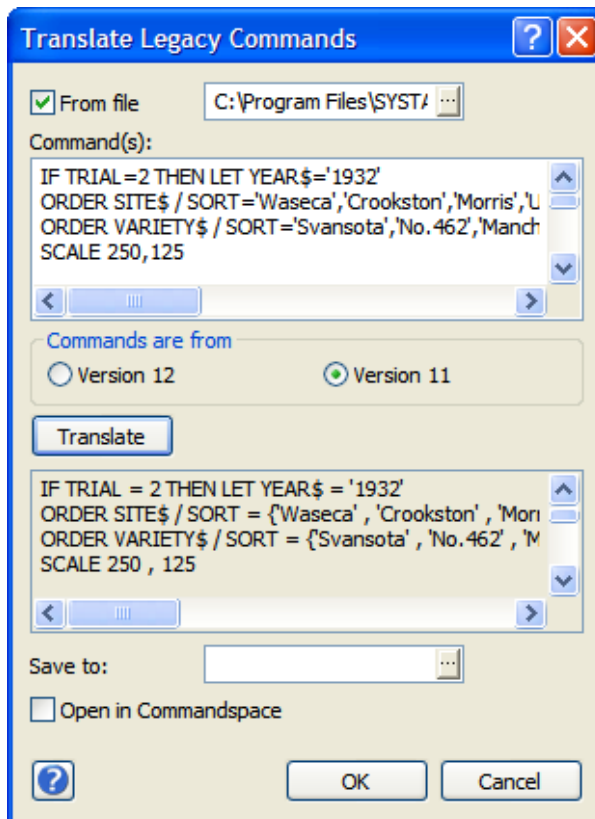 Translate Legacy Commands
From file
C:\Program Files\SYSTA
Command(s):
IF TRIAL=2 THEN LET YEAR$='1932'
ORDER SITE$ / SORT='Waseca','Crookston','Morris','U
ORDER VARIETY$ / SORT='Svansota','No.462','Manch
SCALE 250,125
Commands are from
Version 12
Version 11
Translate
IF TRIAL = 2 THEN LET YEAR$ = '1932'
ORDER SITE$ / SORT = {'Waseca' , 'Crookston' , 'Morr
ORDER VARIETY$ / SORT = {'Svansota' , 'No.462' , 'M
SCALE 250 , 125
Save to:
Open in Commandspace
OK
Cancel